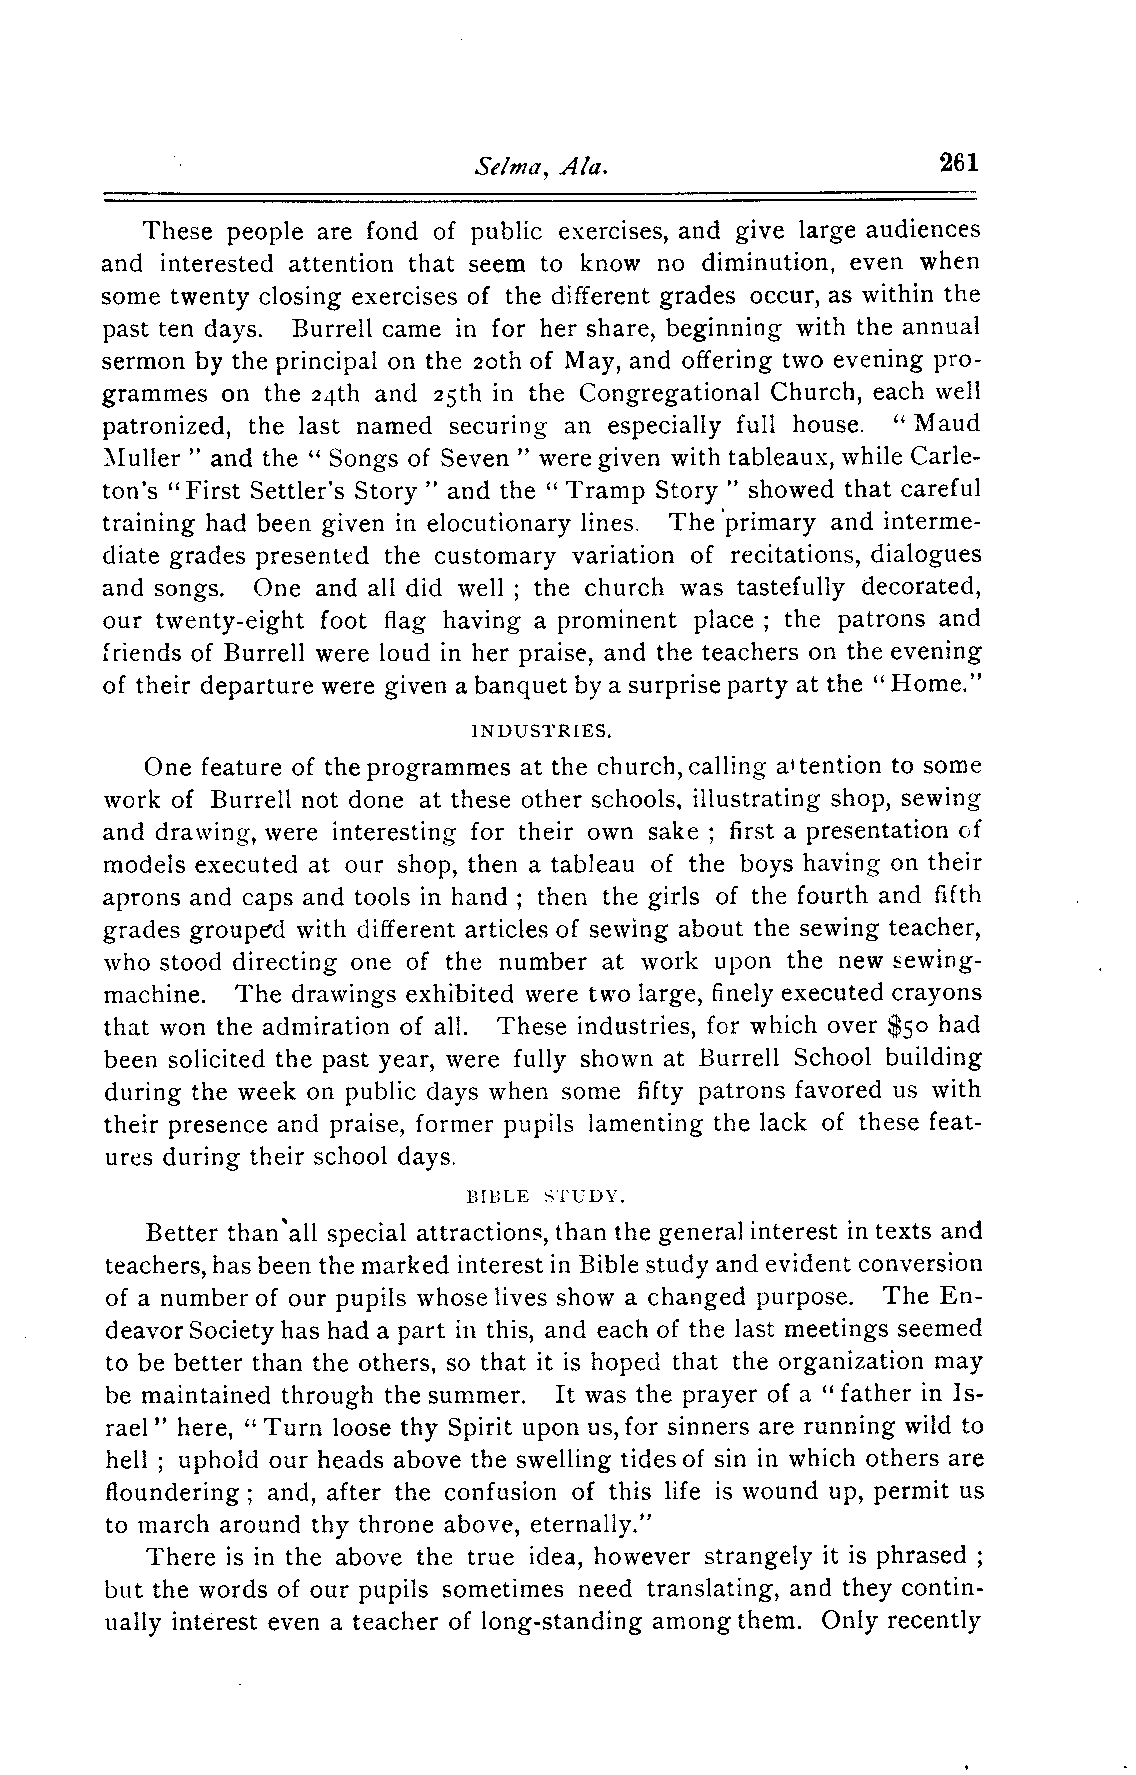 Selma, Ala. 261
These people are fond of public exercises, and give large audiences
and interested attention that seem to know no diminution, even when
some twenty closing exercises of the different grades occur, as within the
past ten days. Burrell came in for her share, beginning with the annual
sermon by the principal on the 20th of May, and offering two evening pro-
grammes on the 24th and 25th in the Congregational Church, each well
patronized, the last named securing an especially full house. " Maud
Muller " and the " Songs of Seven " were given with tableaux, while Carle-
ton's "First Settler's Story " and the " Tramp Story " showed that careful
training had been given in elocutionary lines. The primary and interme-
diate grades presented the customary variation of recitations, dialogues
and songs. One and all did well ; the church was tastefully decorated,
our twenty-eight foot flag having a prominent place ; the patrons and
friends of Burrell were loud in her praise, and the teachers on the evening
of their departure were given a banquet by a surprise party at the " Home."
INDUSTRIES.
One feature of the programmes at the church, calling attention to some
work of Burrell not done at these other schools, illustrating shop, sewing
and drawing, were interesting for their own sake ; first a presentation of
models executed at our shop, then a tableau of the boys having on their
aprons and caps and tools in hand ; then the girls of the fourth and fifth
grades grouped with different articles of sewing about the sewing teacher,
who stood directing one of the number at work upon the new sewing-
machine. The drawings exhibited were two large, finely executed crayons
that won the admiration of all. These industries, for which over $50 had
been solicited the past year, were fully shown at Burrell School building
during the week on public days when some fifty patrons favored us with
their presence and praise, former pupils lamenting the lack of these feat-
ures during their school days.
BIBLE STUDY.
Better than all special attractions, than the general interest in texts and
teachers, has been the marked interest in Bible study and evident conversion
of a number of our pupils whose lives show a changed purpose. The En-
deavor Society has had a part in this, and each of the last meetings seemed
to be better than the others, so that it is hoped that the organization may
be maintained through the summer. It was the prayer of a " father in Is-
rael " here, " Turn loose thy Spirit upon us, for sinners are running wild to
hell ; uphold our heads above the swelling tides of sin in which others are
floundering ; and, after the confusion of this life is wound up, permit us
to march around thy throne above, eternally."
There is in the above the true idea, however strangely it is phrased ;
but the words of our pupils sometimes need translating, and they contin-
ually interest even a teacher of long-standing among them. Only recently